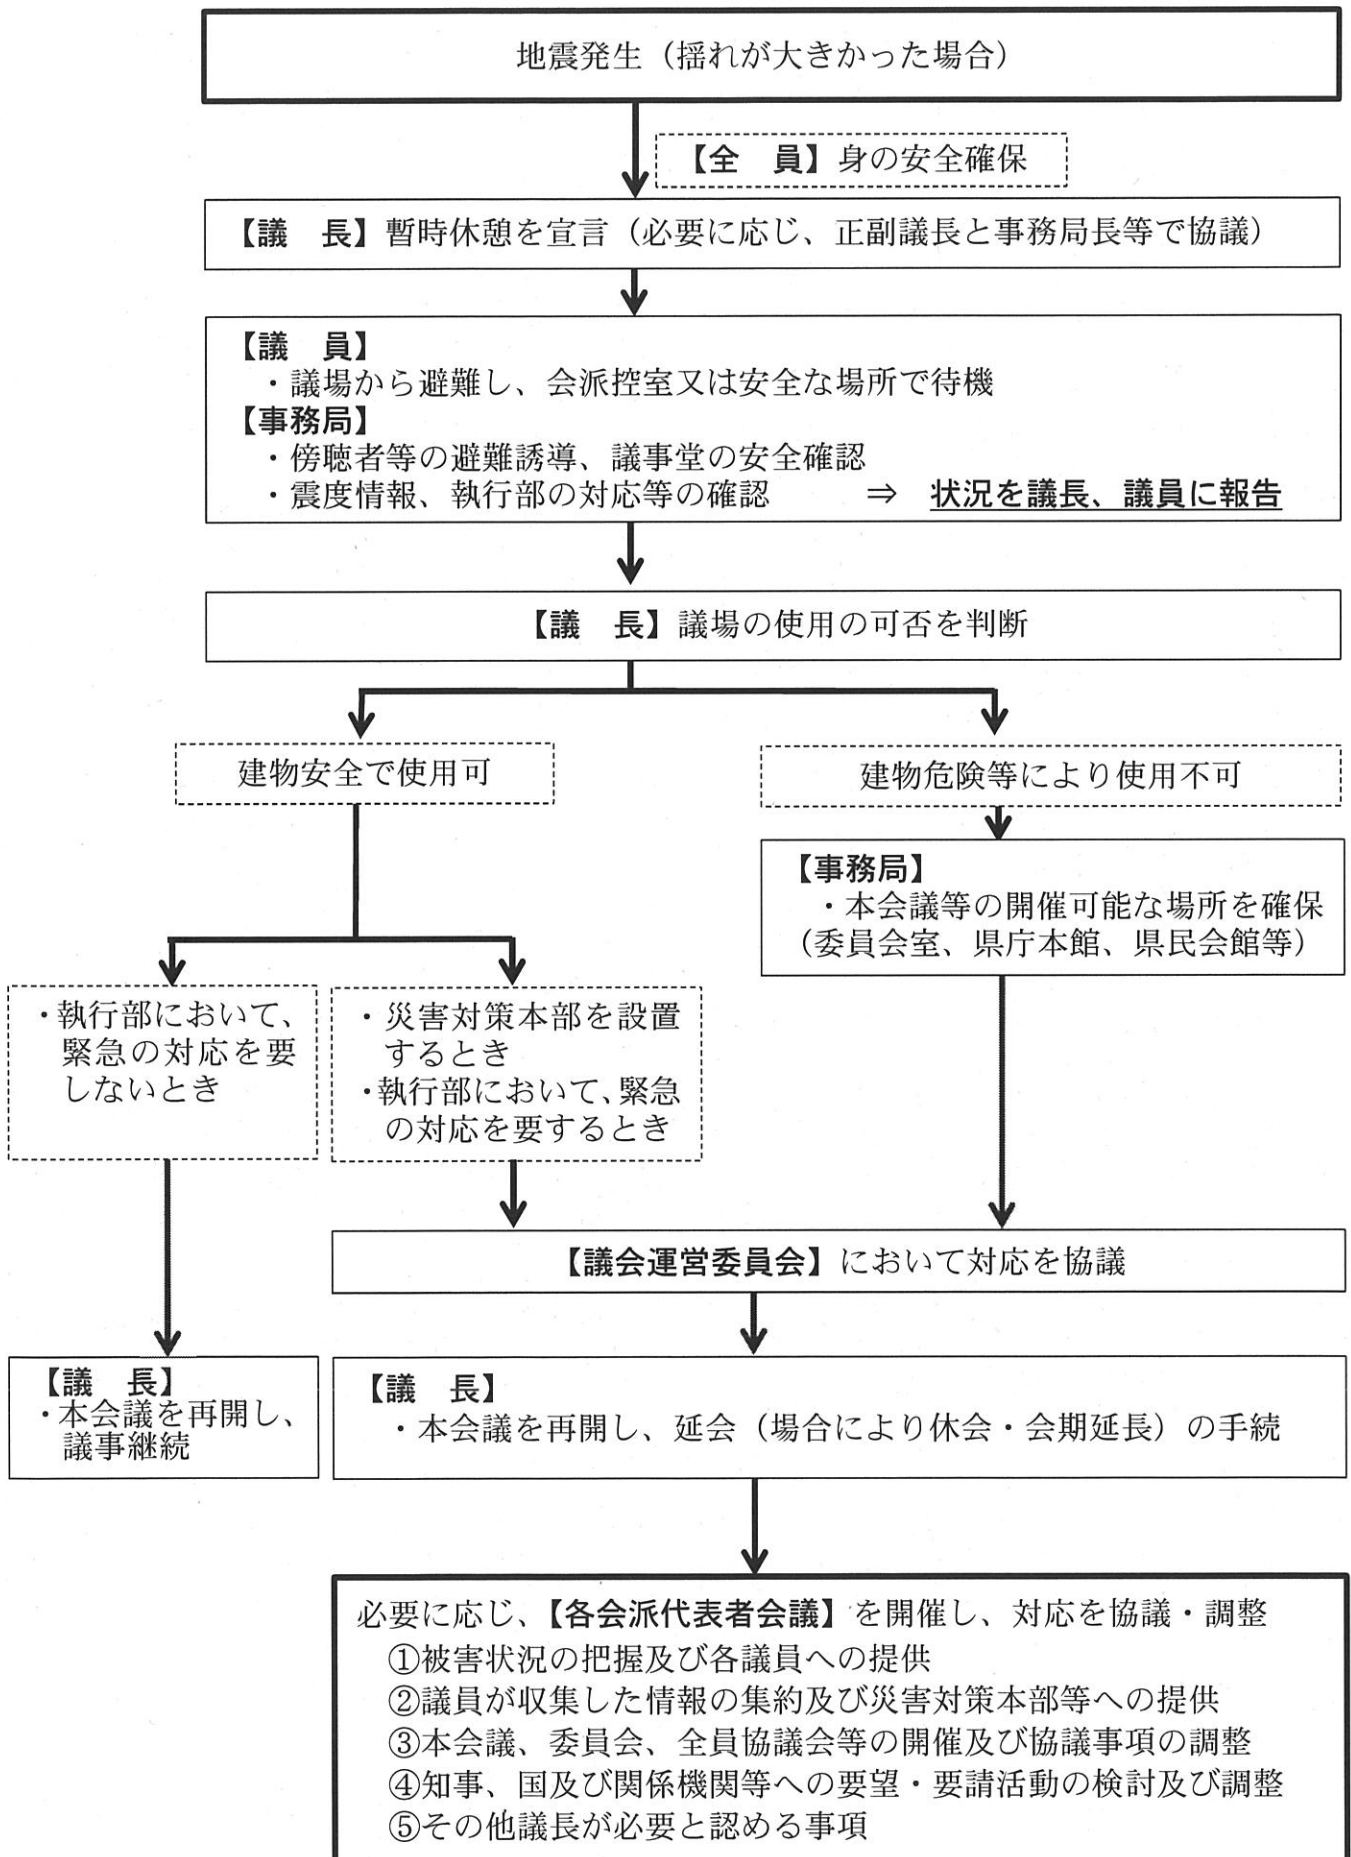 地震発生（揺れが大きかった場合）
【全　員】身の安全確保
【議　長】暫時休憩を宣言（必要に応じ、正副議長と事務局長等で協議）
【議　員】
・議場から避難し、会派控室又は安全な場所で待機
【事務局】
・傍聴者等の避難誘導、議事堂の安全確認
・震度情報、執行部の対応等の確認　　　⇒　状況を議長、議員に報告
【議　長】議場の使用の可否を判断
建物安全で使用可
建物危険等により使用不可
【事務局】
・本会議等の開催可能な場所を確保
（委員会室、県庁本館、県民会館等）
・執行部において、
緊急の対応を要
しないとき
・災害対策本部を設置
するとき
・執行部において、緊急
の対応を要するとき
【議会運営委員会】において対応を協議
【議　長】
・本会議を再開し、
議事継続
【議　長】
・本会議を再開し、延会（場合により休会・会期延長）の手続
必要に応じ、【各会派代表者会議】を開催し、対応を協議・調整
①被害状況の把握及び各議員への提供
②議員が収集した情報の集約及び災害対策本部等への提供
③本会議、委員会、全員協議会等の開催及び協議事項の調整
④知事、国及び関係機関等への要望・要請活動の検討及び調整
⑤その他議長が必要と認める事項